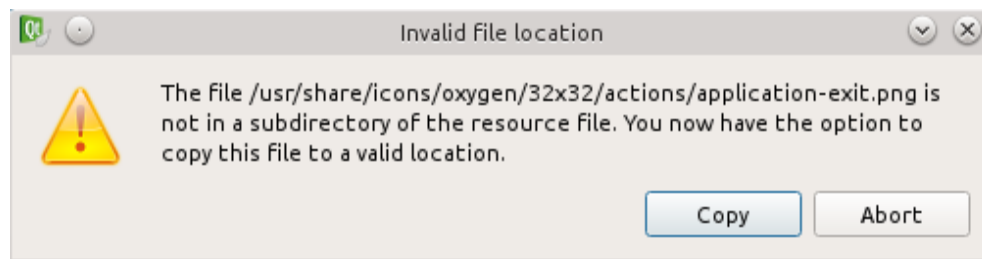 Invalid file location
The file /usr/share/icons/oxygen/32x32/actions/application-exit.png is
not in a subdirectory of the resource file. You now have the option to
copy this file to a valid location.
Copy Abort